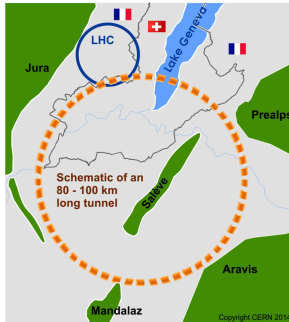 LHC
Lake Geneva
Jura
Prealps
Schematic of an
80 - 100 km
long tunnel
Salève
Aravis
Mandalaz
Copyright CERN 2014